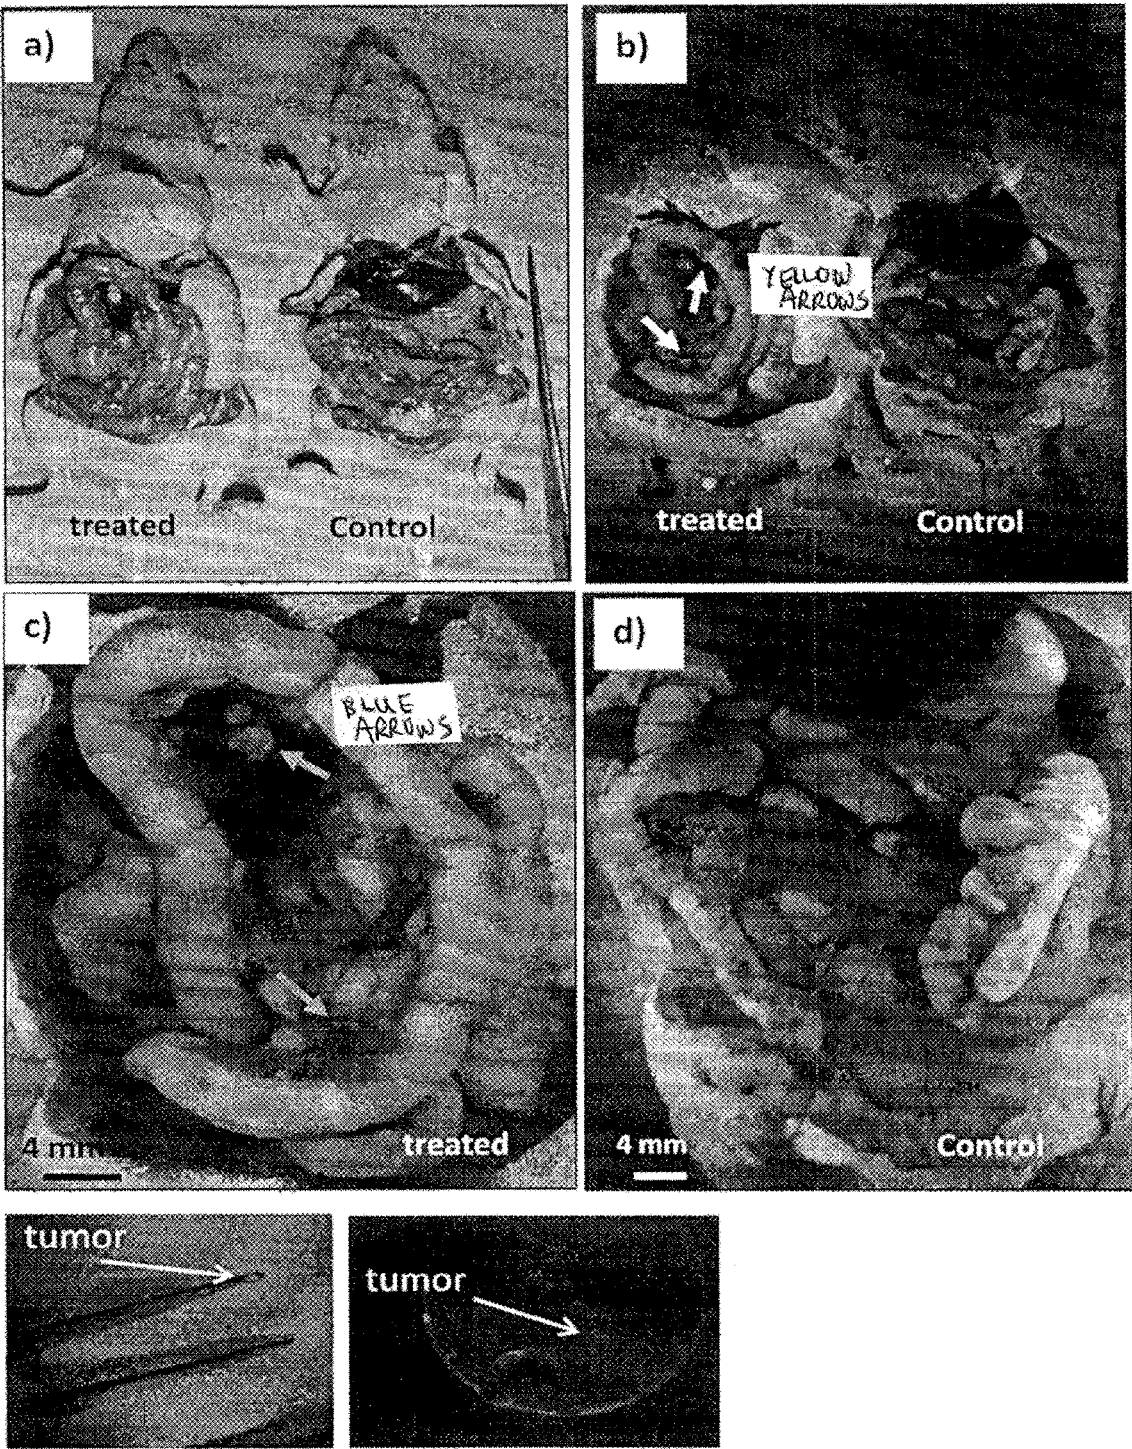 a)
b)
YELLOW
ARROWS
treated
Control
treated
Control
c)
d)
BLUE
ARROWS
4 mm
treated
4 mm
Control
tumor
tumor